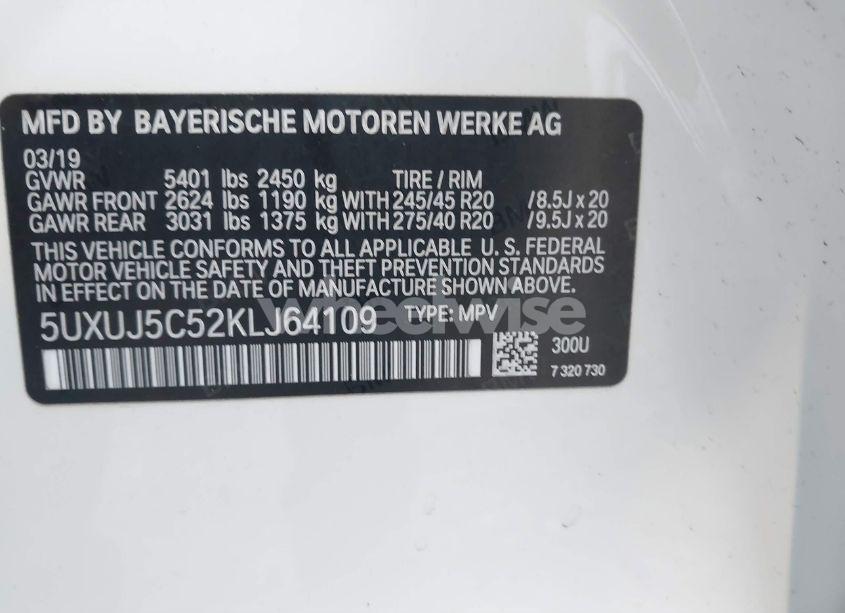 MFD BY BAYERISCHE MOTOREN WERKE AG
03/19
GVWR 5401 lbs 2450 kg TIRE / RIM
GAWR FRONT 2624 lbs 1190 kg WITH 245/45 R20 /8.5J x 20
GAWR REAR 3031 lbs 1375 kg WITH 275/40 R20 /9.5J x 20
THIS VEHICLE CONFORMS TO ALL APPLICABLE U. S. FEDERAL
MOTOR VEHICLE SAFETY AND THEFT PREVENTION STANDARDS
IN EFFECT ON THE DATE OF MANUFACTURE SHOWN ABOVE.
wheelwise
5UXUJ5C52KLJ64109 TYPE: MPV
300U
7 320 730